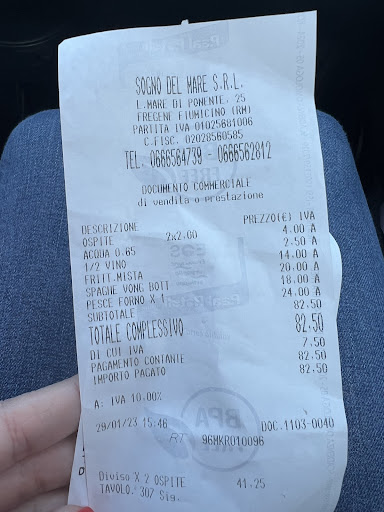 SOGNO DEL MARE S.R.L.
L.MARE DI PONENTE, 25
FREGENE FIUMICINO (RM)
PARTITA IVA 01025681006
C.FISC. 02028560585
TEL. 0666564739 - 0666562812
DOCUMENTO COMMERCIALE
di vendita o prestazione
DESCRIZIONE PREZZO(€) IVA
OSPITE 2x2.00 4.00 A
ACQUA 0.65 2.50 A
1/2 VINO 14.00 A
FRITT.MISTA 20.00 A
SPAGHE VONG BOTT 18.00 A
PESCE FORNO X 1 24.00 A
SUBTOTALE 82.50
TOTALE COMPLESSIVO 82.50
DI CUI IVA 7.50
PAGAMENTO CONTANTE 82.50
IMPORTO PAGATO 82.50
A: IVA 10.00%
29/01/23 15:46 DOC.1103-0040
RT 96MKR010096
Diviso X 2 OSPITE 41.25
TAVOLO: 307 Sig.